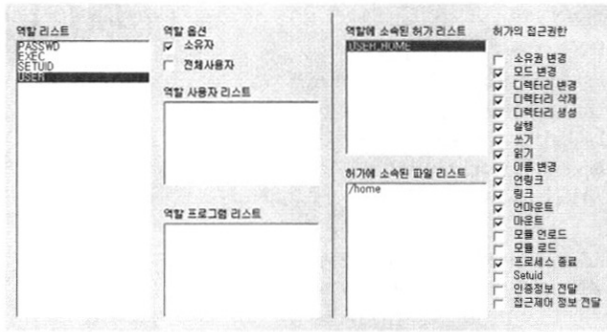 역할 리스트
PASSWD
EXEC
SETUID
USER
역할 옵션
소유자
전체사용자
역할 사용자 리스트
역할 프로그램 리스트
역할에 소속된 허가 리스트
USER_HOME
허가에 소속된 파일 리스트
/home
허가의 접근권한
소유권 변경
모드 변경
디렉터리 변경
디렉터리 삭제
디렉터리 생성
실행
쓰기
읽기
이름 변경
언링크
링크
언마운트
마운트
모듈 언로드
모듈 로드
프로세스 종료
Setuid
인증정보 전달
접근제어 정보 전달